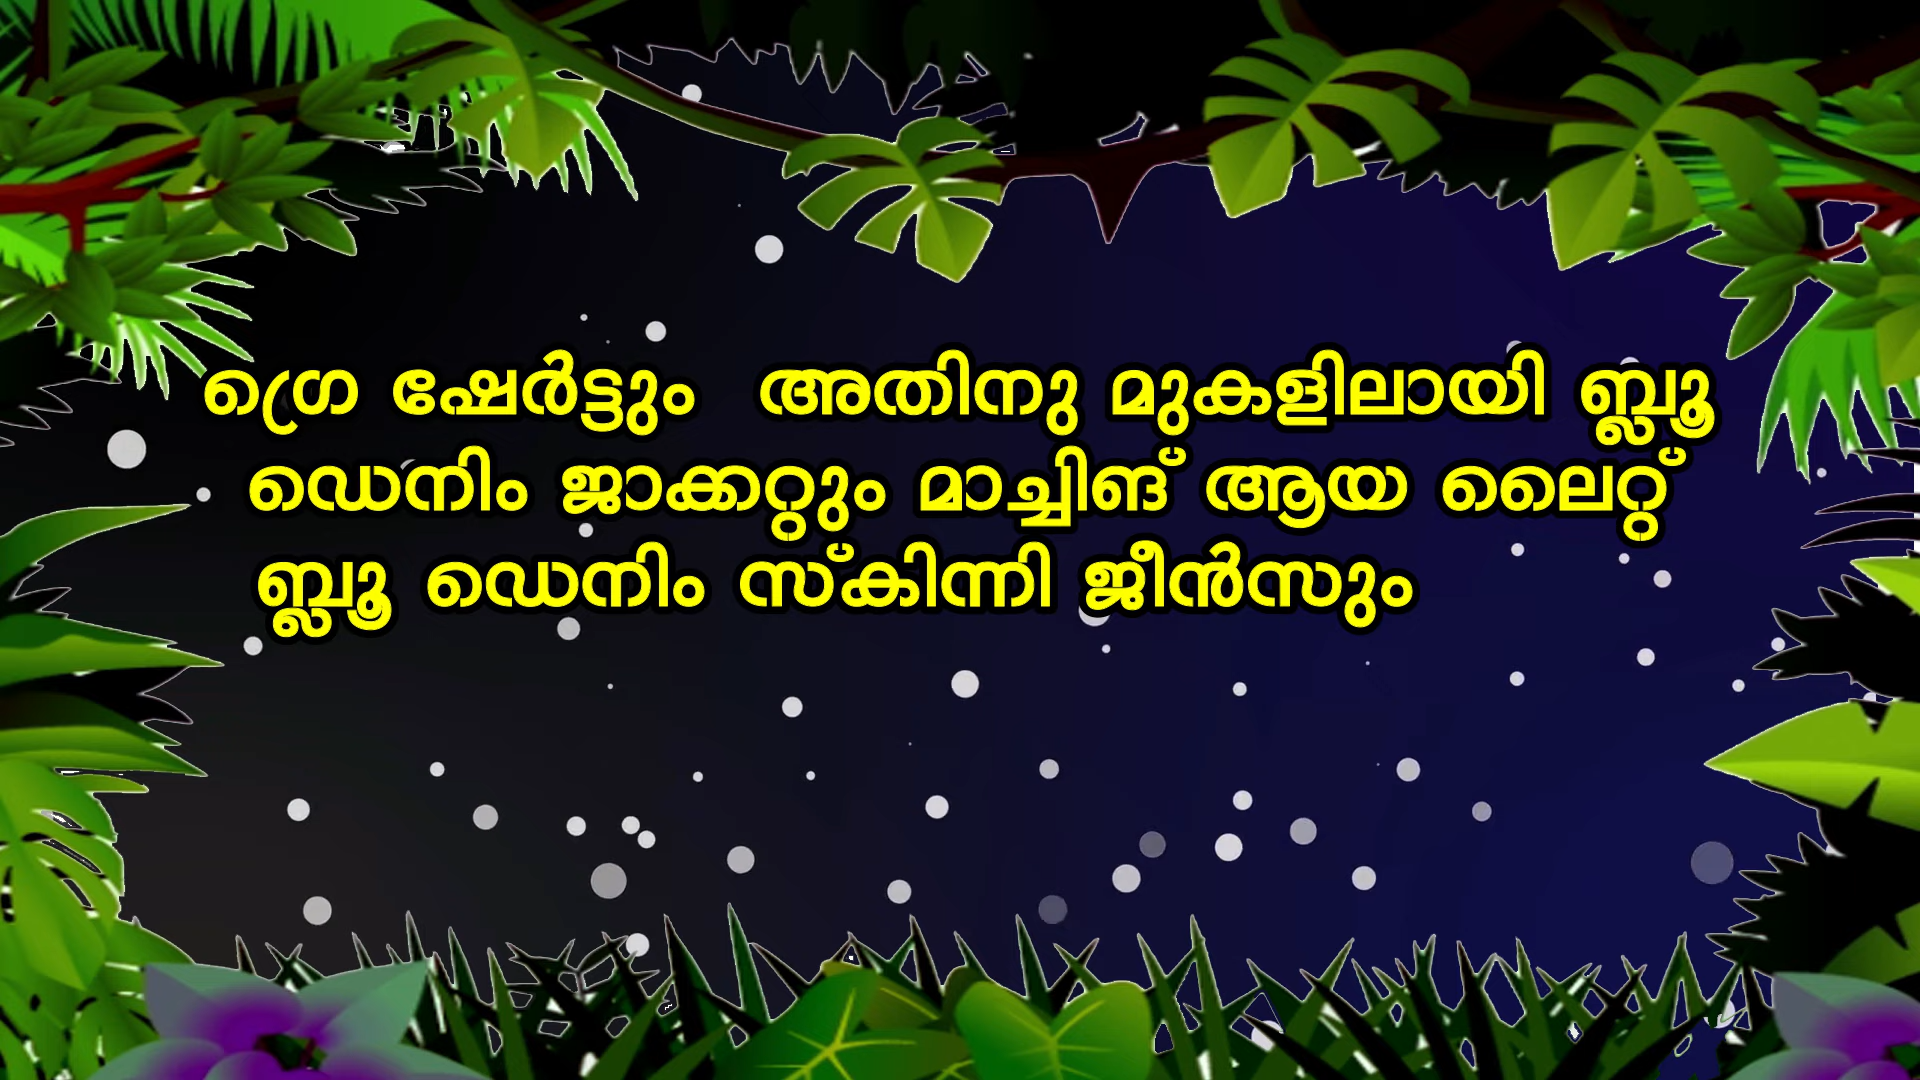 ഗ്രെ ഷേർട്ടും അതിനു മുകളിലായി ബ്ലൂ
ഡെനിം ജാക്കറ്റും മാച്ചിങ് ആയ ലൈറ്റ്
ബ്ലൂ ഡെനിം സ്കിന്നി ജീൻസും